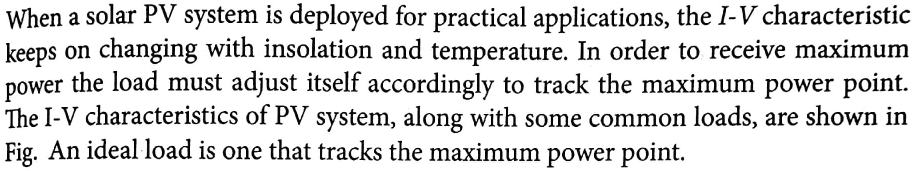 When a solar PV system is deployed for practical applications, the I-V characteristic
keeps on changing with insolation and temperature. In order to receive maximum
power the load must adjust itself accordingly to track the maximum power point.
The I-V characteristics of PV system, along with some common loads, are shown in
Fig. An ideal load is one that tracks the maximum power point.